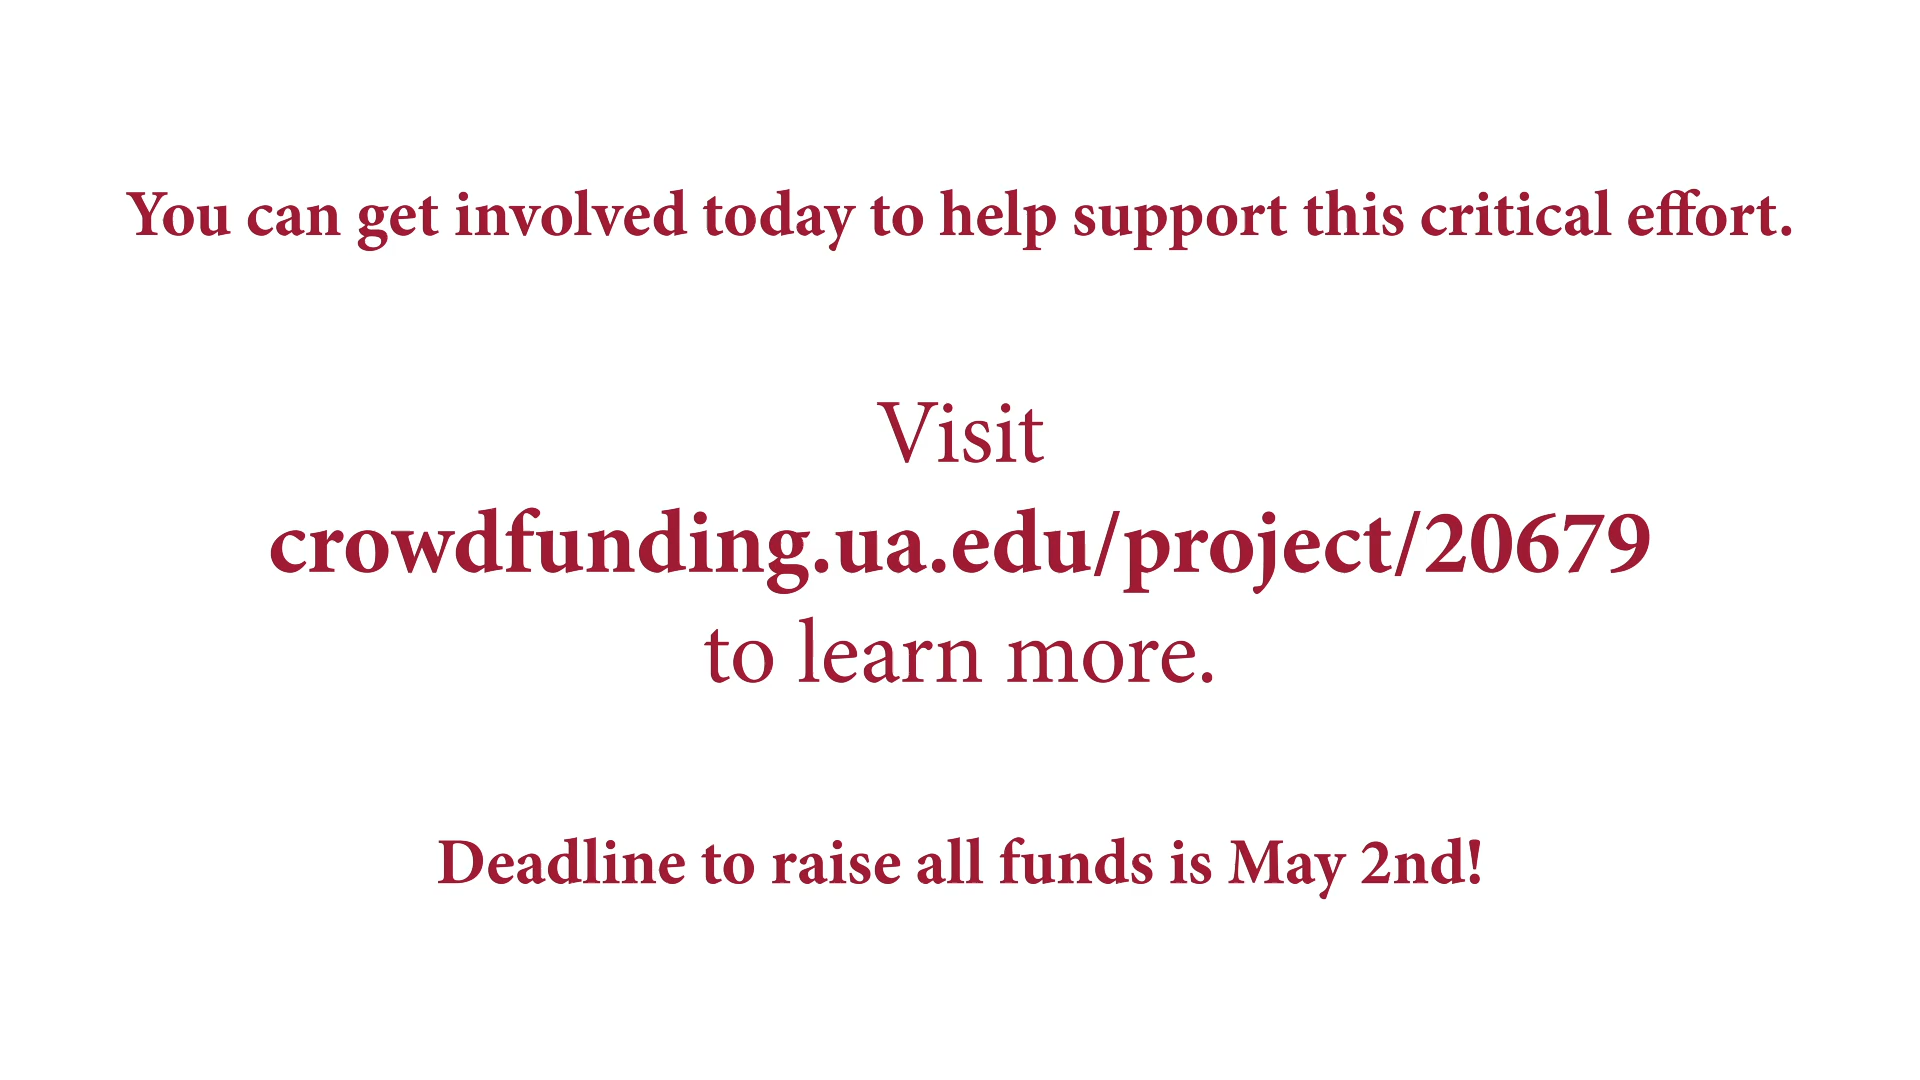 You can get involved today to help support this critical effort.
Visit
crowdfunding.ua.edu/project/20679
to learn more.
Deadline to raise all funds is May 2nd!